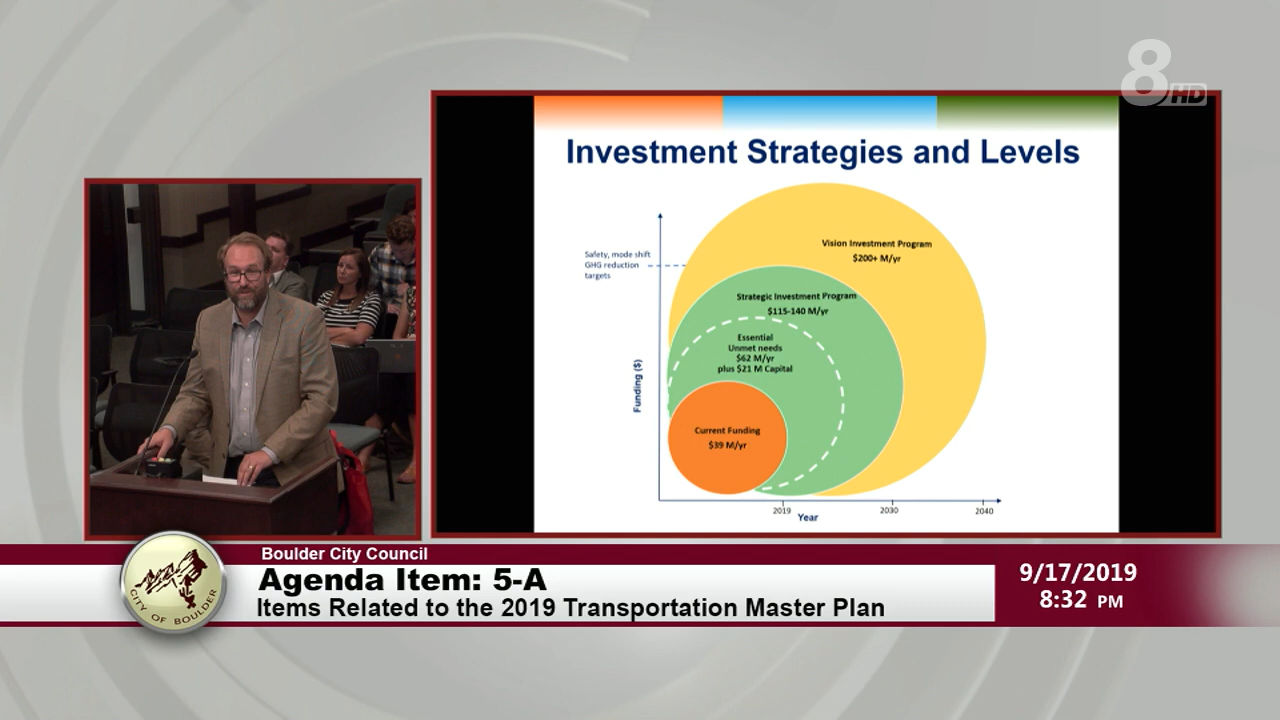 8
HD
Investment Strategies and Levels
Vision Investment Program
$200+ M/yr
Safety, mode shift
GHG reduction
targets
Strategic Investment Program
$115-140 M/yr
Essential
Unmet needs
$62 M/yr
plus $21 M Capital
Funding ($)
Current Funding
$39 M/yr
2019
2030
2040
Year
Boulder City Council
Agenda Item: 5-A
Items Related to the 2019 Transportation Master Plan
9/17/2019
8:32 PM
CITY OF BOULDER